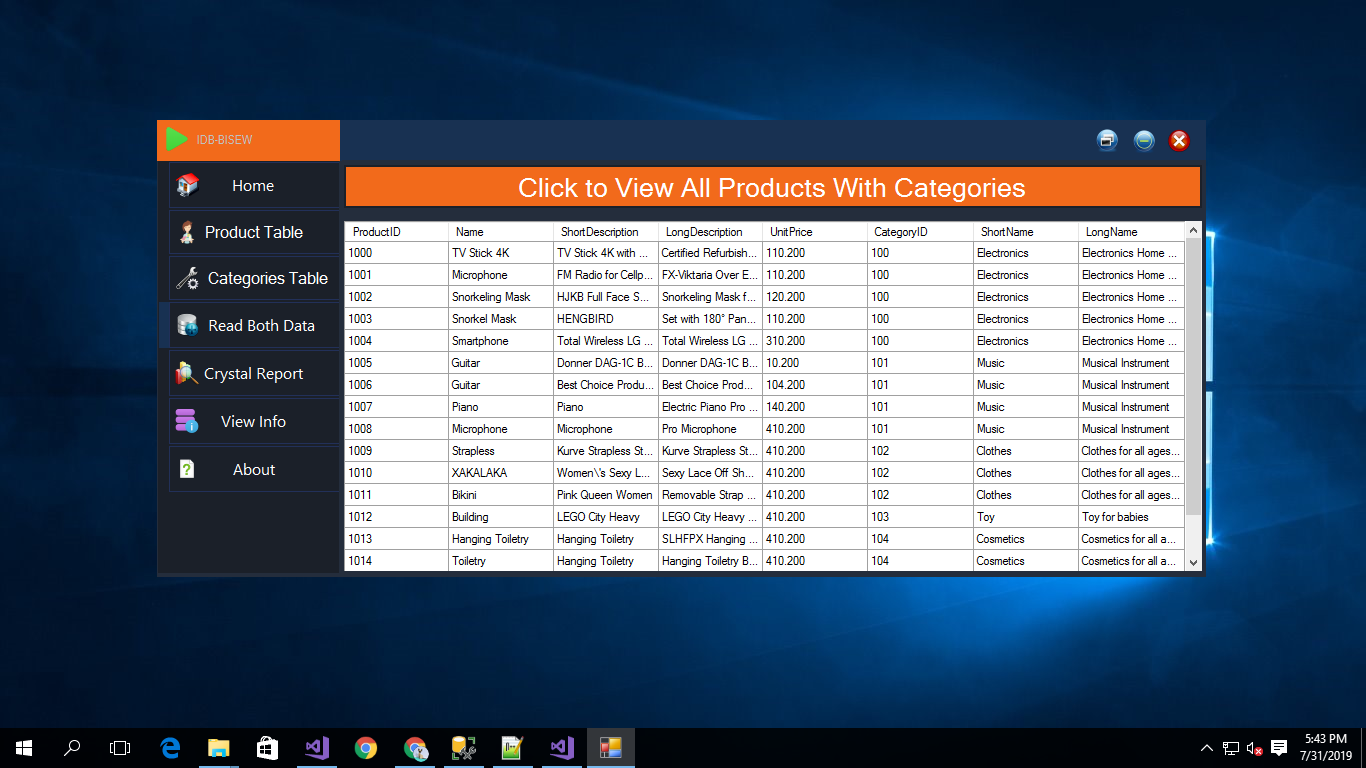 IDB-BISEW
Home
Product Table
Categories Table
Read Both Data
Crystal Report
View Info
About
Click to View All Products With Categories
ProductID Name ShortDescription LongDescription UnitPrice CategoryID ShortName LongName
1000 TV Stick 4K TV Stick 4K with ... Certified Refurbish... 110.200 100 Electronics Electronics Home ...
1001 Microphone FM Radio for Cellp... FX-Viktaria Over E... 110.200 100 Electronics Electronics Home ...
1002 Snorkeling Mask HJKB Full Face S... Snorkeling Mask f... 120.200 100 Electronics Electronics Home ...
1003 Snorkel Mask HENGBIRD Set with 180° Pan... 110.200 100 Electronics Electronics Home ...
1004 Smartphone Total Wireless LG ... Total Wireless LG ... 310.200 100 Electronics Electronics Home ...
1005 Guitar Donner DAG-1C B... Donner DAG-1C B... 10.200 101 Music Musical Instrument
1006 Guitar Best Choice Produ... Best Choice Prod... 104.200 101 Music Musical Instrument
1007 Piano Piano Electric Piano Pro ... 140.200 101 Music Musical Instrument
1008 Microphone Microphone Pro Microphone 410.200 101 Music Musical Instrument
1009 Strapless Kurve Strapless St... Kurve Strapless St... 410.200 102 Clothes Clothes for all ages...
1010 XAKALAKA Women\'s Sexy L... Sexy Lace Off Sh... 410.200 102 Clothes Clothes for all ages...
1011 Bikini Pink Queen Women Removable Strap ... 410.200 102 Clothes Clothes for all ages...
1012 Building LEGO City Heavy LEGO City Heavy ... 410.200 103 Toy Toy for babies
1013 Hanging Toiletry Hanging Toiletry SLHFPX Hanging ... 410.200 104 Cosmetics Cosmetics for all a...
1014 Toiletry Hanging Toiletry Hanging Toiletry B... 410.200 104 Cosmetics Cosmetics for all a...
5:43 PM
7/31/2019